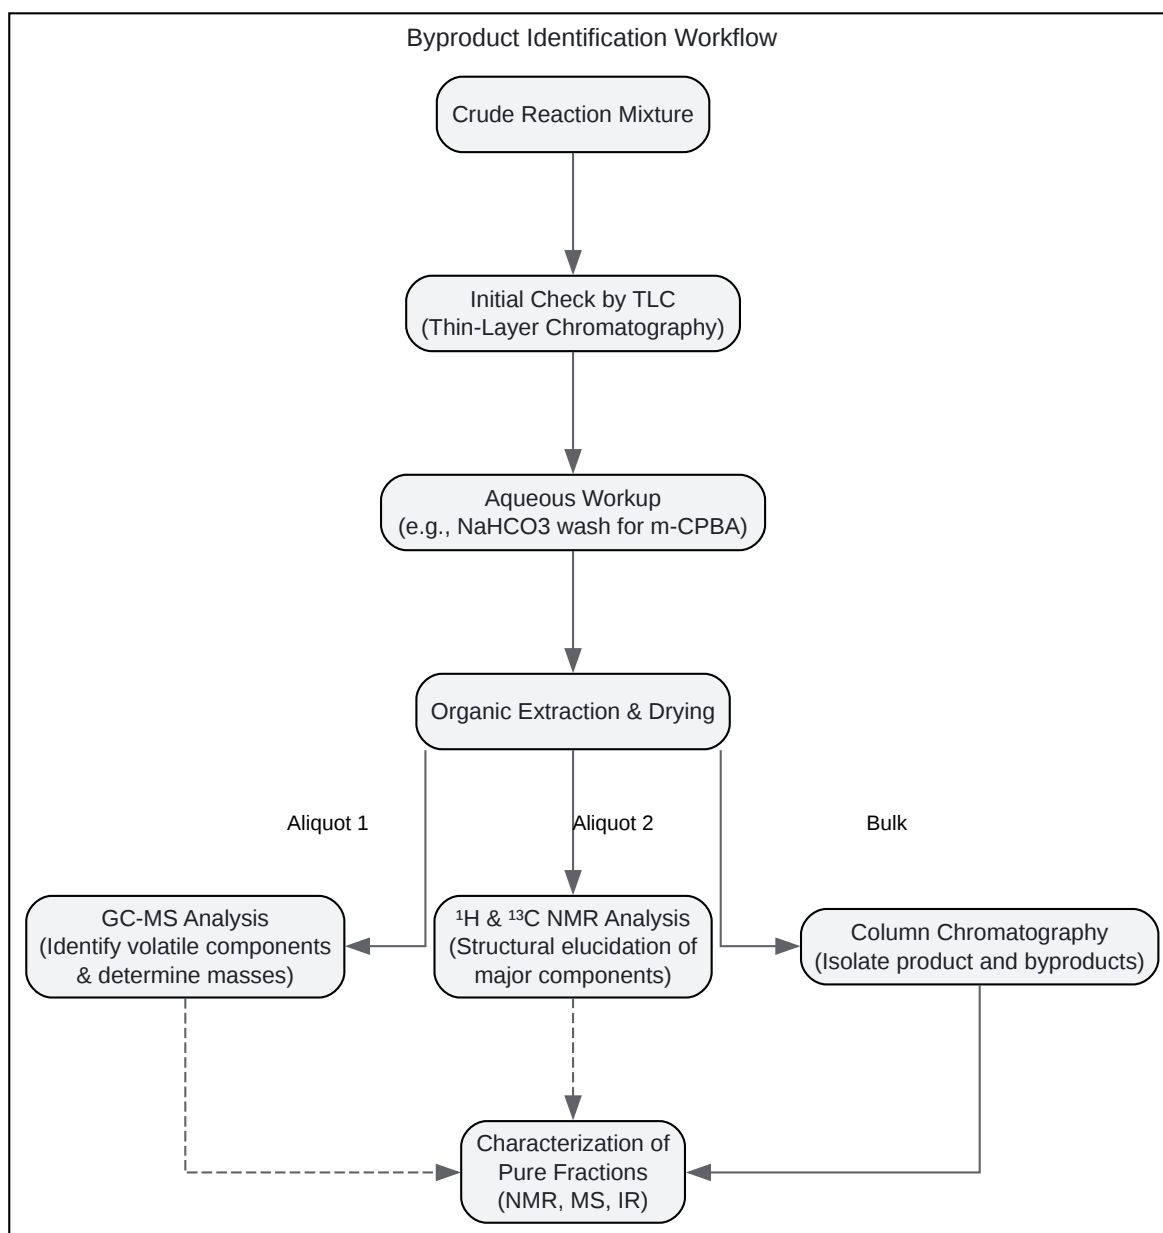 Byproduct Identification Workflow
Crude Reaction Mixture
Initial Check by TLC
(Thin-Layer Chromatography)
Aqueous Workup
(e.g., NaHCO3 wash for m-CPBA)
Organic Extraction & Drying
Aliquot 1
Aliquot 2
Bulk
GC-MS Analysis
(Identify volatile components
& determine masses)
¹H & ¹³C NMR Analysis
(Structural elucidation of
major components)
Column Chromatography
(Isolate product and byproducts)
Characterization of
Pure Fractions
(NMR, MS, IR)